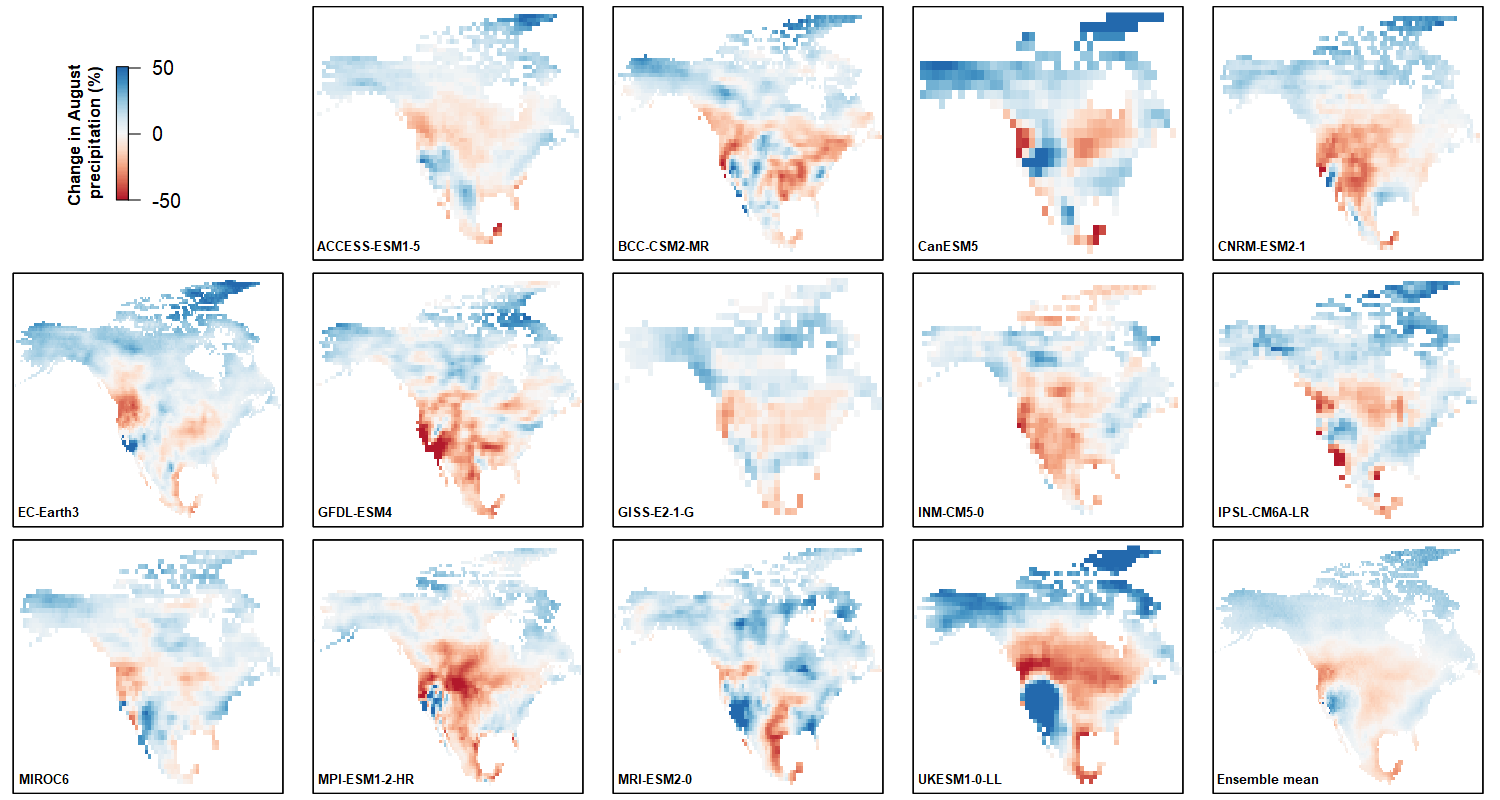 Change in August
precipitation (%)
50
0
-50
ACCESS-ESM1-5
BCC-CSM2-MR
CanESM5
CNRM-ESM2-1
EC-Earth3
GFDL-ESM4
GISS-E2-1-G
INM-CM5-0
IPSL-CM6A-LR
MIROC6
MPI-ESM1-2-HR
MRI-ESM2-0
UKESM1-0-LL
Ensemble mean